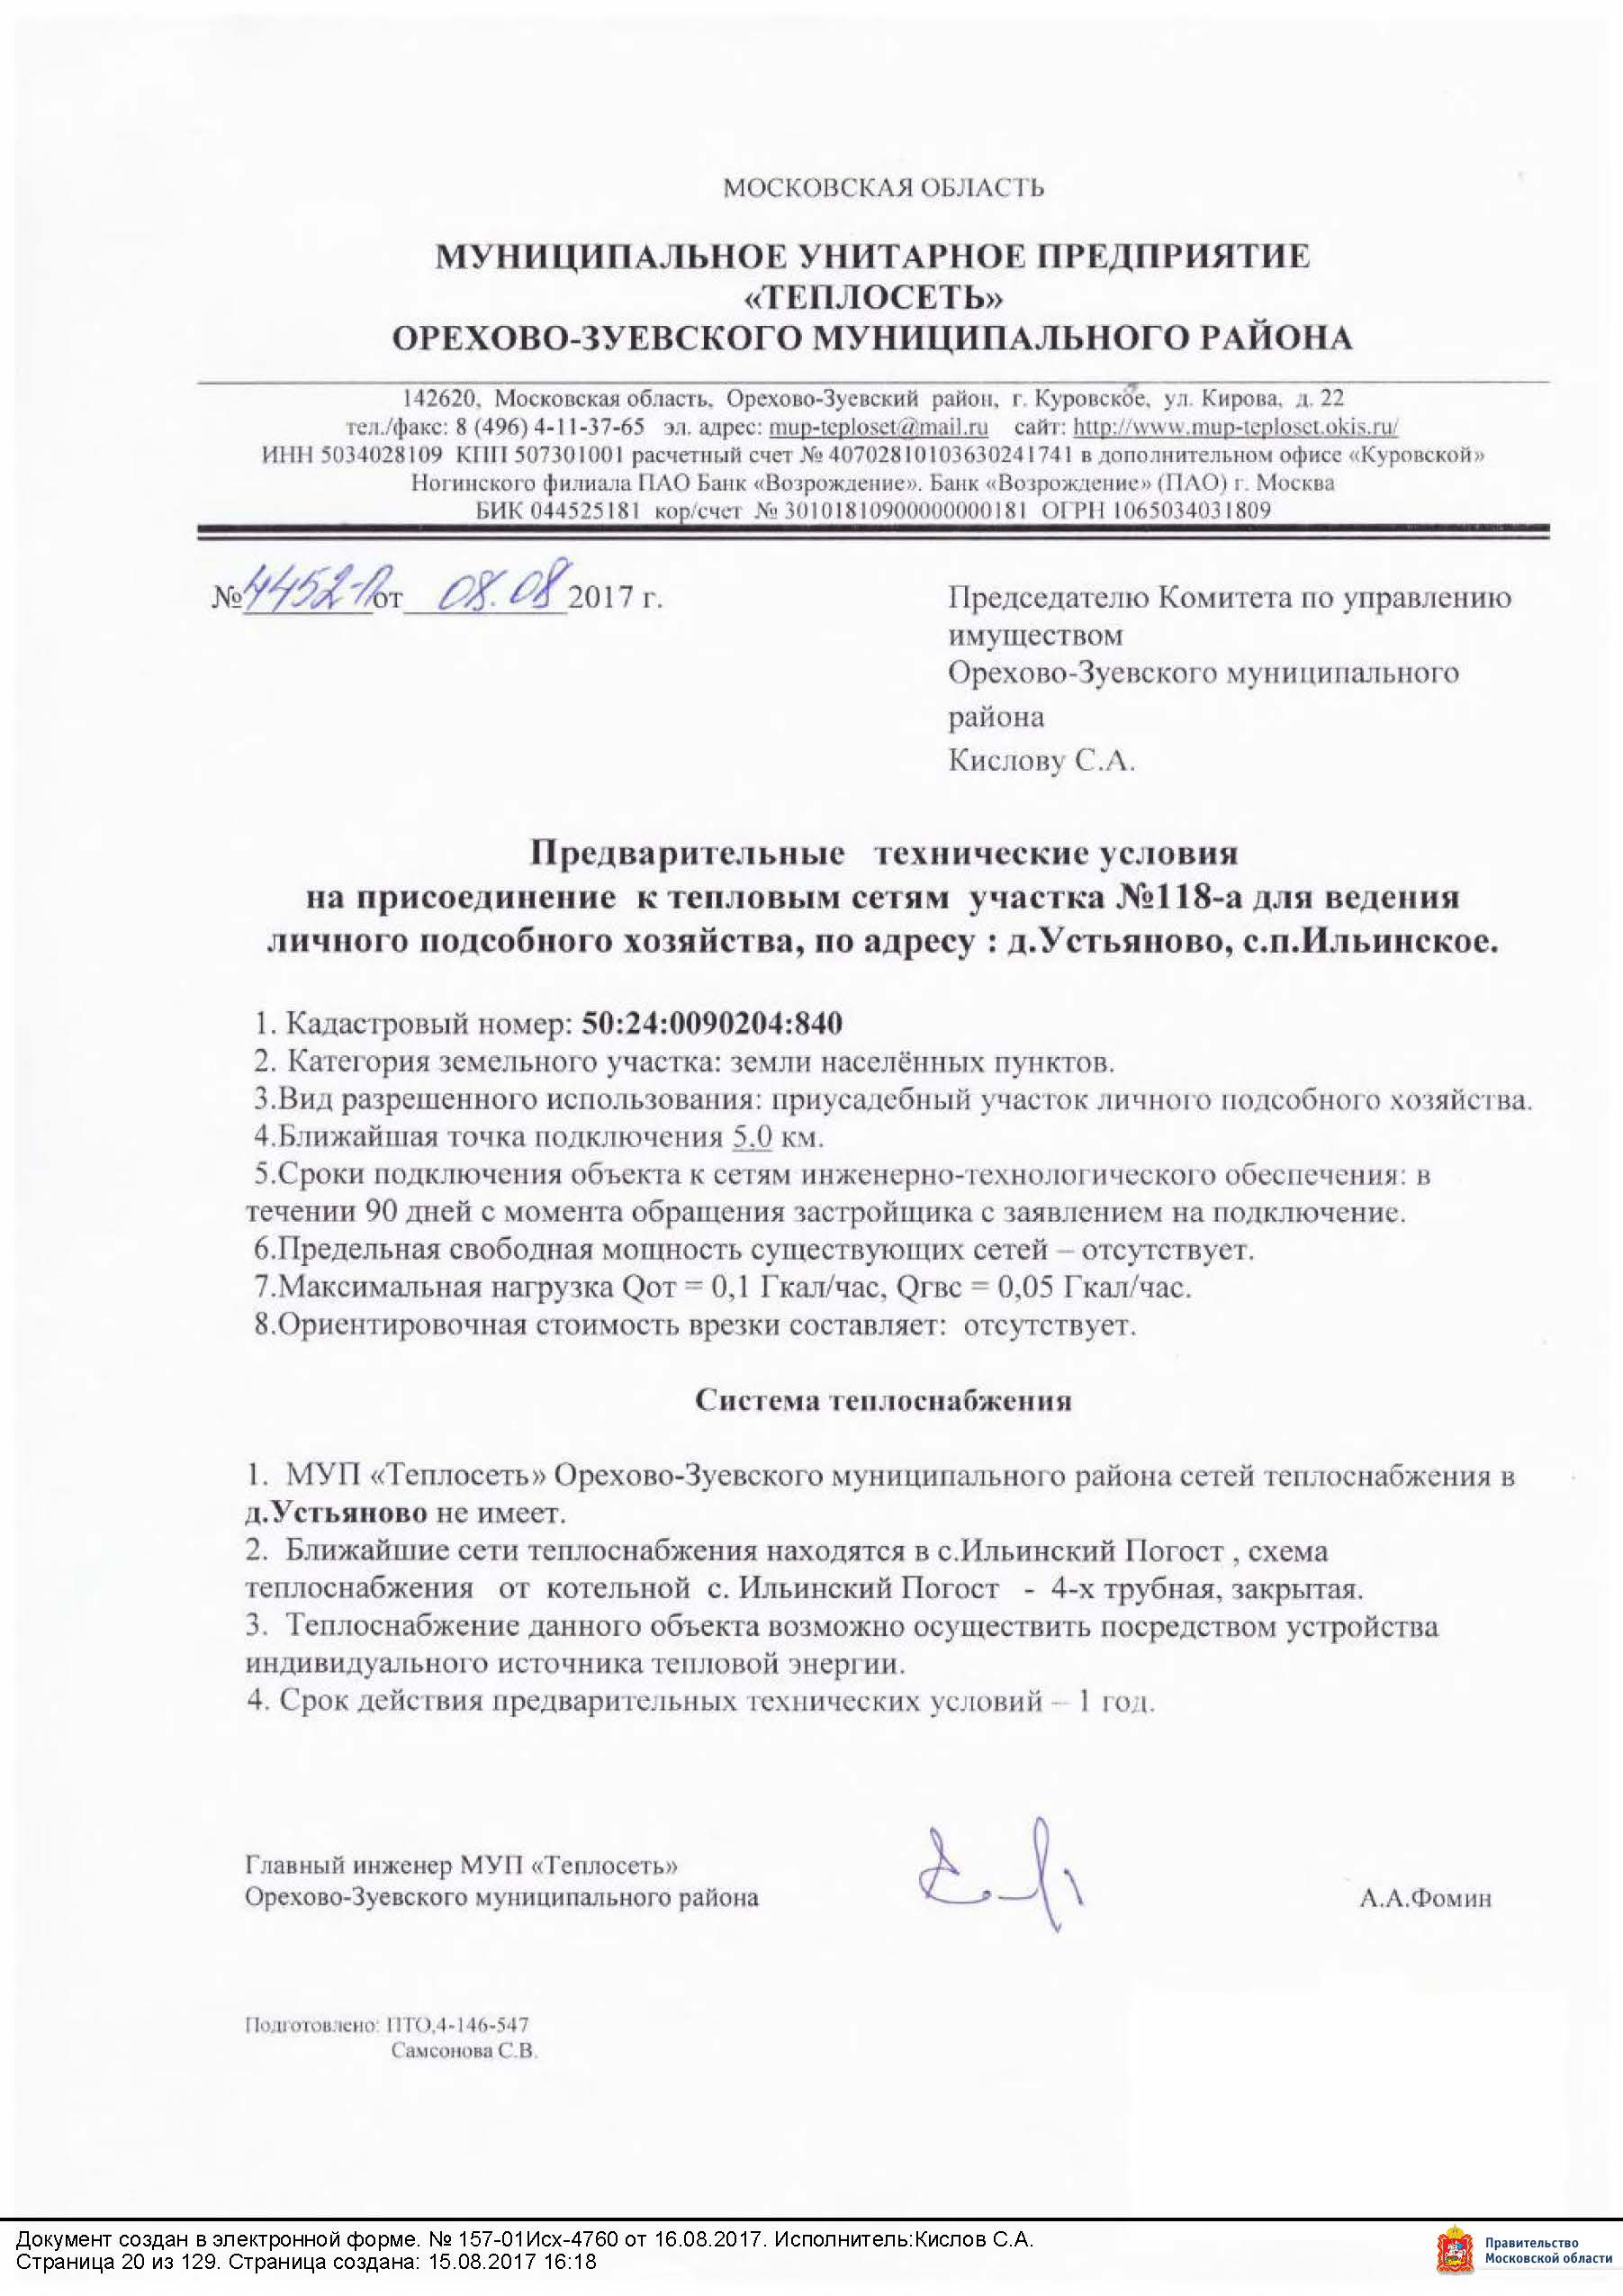 МОСКОВСКАЯ ОБЛАСТЬ
МУНИЦИПАЛЬНОЕ УНИТАРНОЕ ПРЕДПРИЯТИЕ
«ТЕПЛОСЕТЬ»
ОРЕХОВО-ЗУЕВСКОГО МУНИЦИПАЛЬНОГО РАЙОНА
142620, Московская область, Орехово-Зуевский район, г. Куровское, ул. Кирова, д. 22
тел./факс: 8 (496) 4-11-37-65 эл. адрес: mup-teploset@mail.ru сайт: http://www.mup-teploset.okis.ru/
ИНН 5034028109 КПП 507301001 расчетный счет № 40702810103630241741 в дополнительном офисе «Куровской»
Ногинского филиала ПАО Банк «Возрождение». Банк «Возрождение» (ПАО) г. Москва
БИК 044525181 кор/счет № 30101810900000000181 ОГРН 1065034031809
№ 4452-П от 08.08 2017 г.
Председателю Комитета по управлению
имуществом
Орехово-Зуевского муниципального
района
Кислову С.А.
Предварительные технические условия
на присоединение к тепловым сетям участка №118-а для ведения
личного подсобного хозяйства, по адресу : д.Устьяново, с.п.Ильинское.
1. Кадастровый номер: 50:24:0090204:840
2. Категория земельного участка: земли населённых пунктов.
3.Вид разрешенного использования: приусадебный участок личного подсобного хозяйства.
4.Ближайшая точка подключения 5,0 км.
5.Сроки подключения объекта к сетям инженерно-технологического обеспечения: в
течении 90 дней с момента обращения застройщика с заявлением на подключение.
6.Предельная свободная мощность существующих сетей – отсутствует.
7.Максимальная нагрузка Qот = 0,1 Гкал/час, Qгвс = 0,05 Гкал/час.
8.Ориентировочная стоимость врезки составляет: отсутствует.
Система теплоснабжения
1. МУП «Теплосеть» Орехово-Зуевского муниципального района сетей теплоснабжения в
д.Устьяново не имеет.
2. Ближайшие сети теплоснабжения находятся в с.Ильинский Погост , схема
теплоснабжения от котельной с. Ильинский Погост - 4-х трубная, закрытая.
3. Теплоснабжение данного объекта возможно осуществить посредством устройства
индивидуального источника тепловой энергии.
4. Срок действия предварительных технических условий – 1 год.
Главный инженер МУП «Теплосеть»
Орехово-Зуевского муниципального района А.А.Фомин
Подготовлено: ПТО,4-146-547
Самсонова С.В.
Документ создан в электронной форме. № 157-01Исх-4760 от 16.08.2017. Исполнитель:Кислов С.А.
Страница 20 из 129. Страница создана: 15.08.2017 16:18
Правительство
Московской области